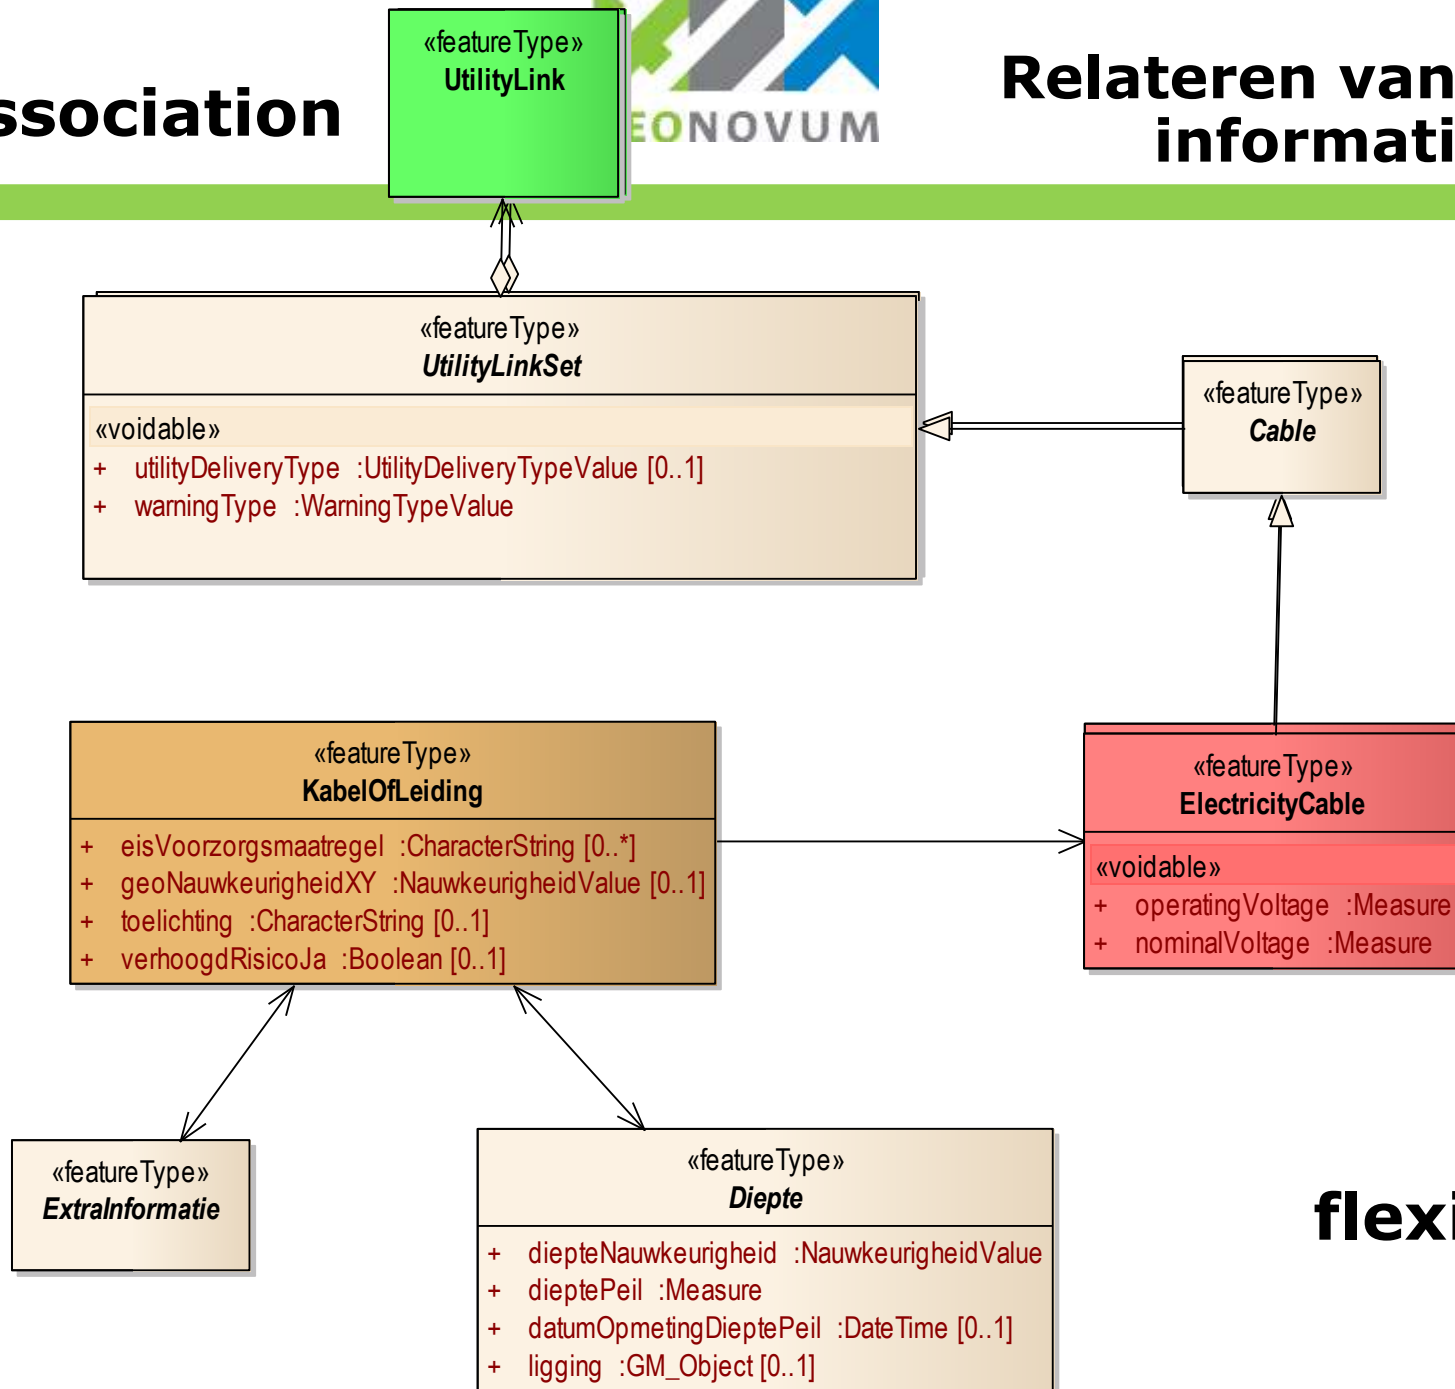 ssociation
«featureType»
UtilityLink
EONOVUM
Relateren van
informati
«featureType»
UtilityLinkSet
«voidable»
+ utilityDeliveryType :UtilityDeliveryTypeValue [0..1]
+ warningType :WarningTypeValue
«featureType»
Cable
«featureType»
KabelOfLeiding
+ eisVoorzorgsmaatregel :CharacterString [0..*]
+ geoNauwkeurigheidXY :NauwkeurigheidValue [0..1]
+ toelichting :CharacterString [0..1]
+ verhoogdRisicoJa :Boolean [0..1]
«featureType»
ElectricityCable
«voidable»
+ operatingVoltage :Measure
+ nominalVoltage :Measure
«featureType»
ExtraInformatie
«featureType»
Diepte
+ diepteNauwkeurigheid :NauwkeurigheidValue
+ dieptePeil :Measure
+ datumOpmetingDieptePeil :DateTime [0..1]
+ ligging :GM_Object [0..1]
flexi